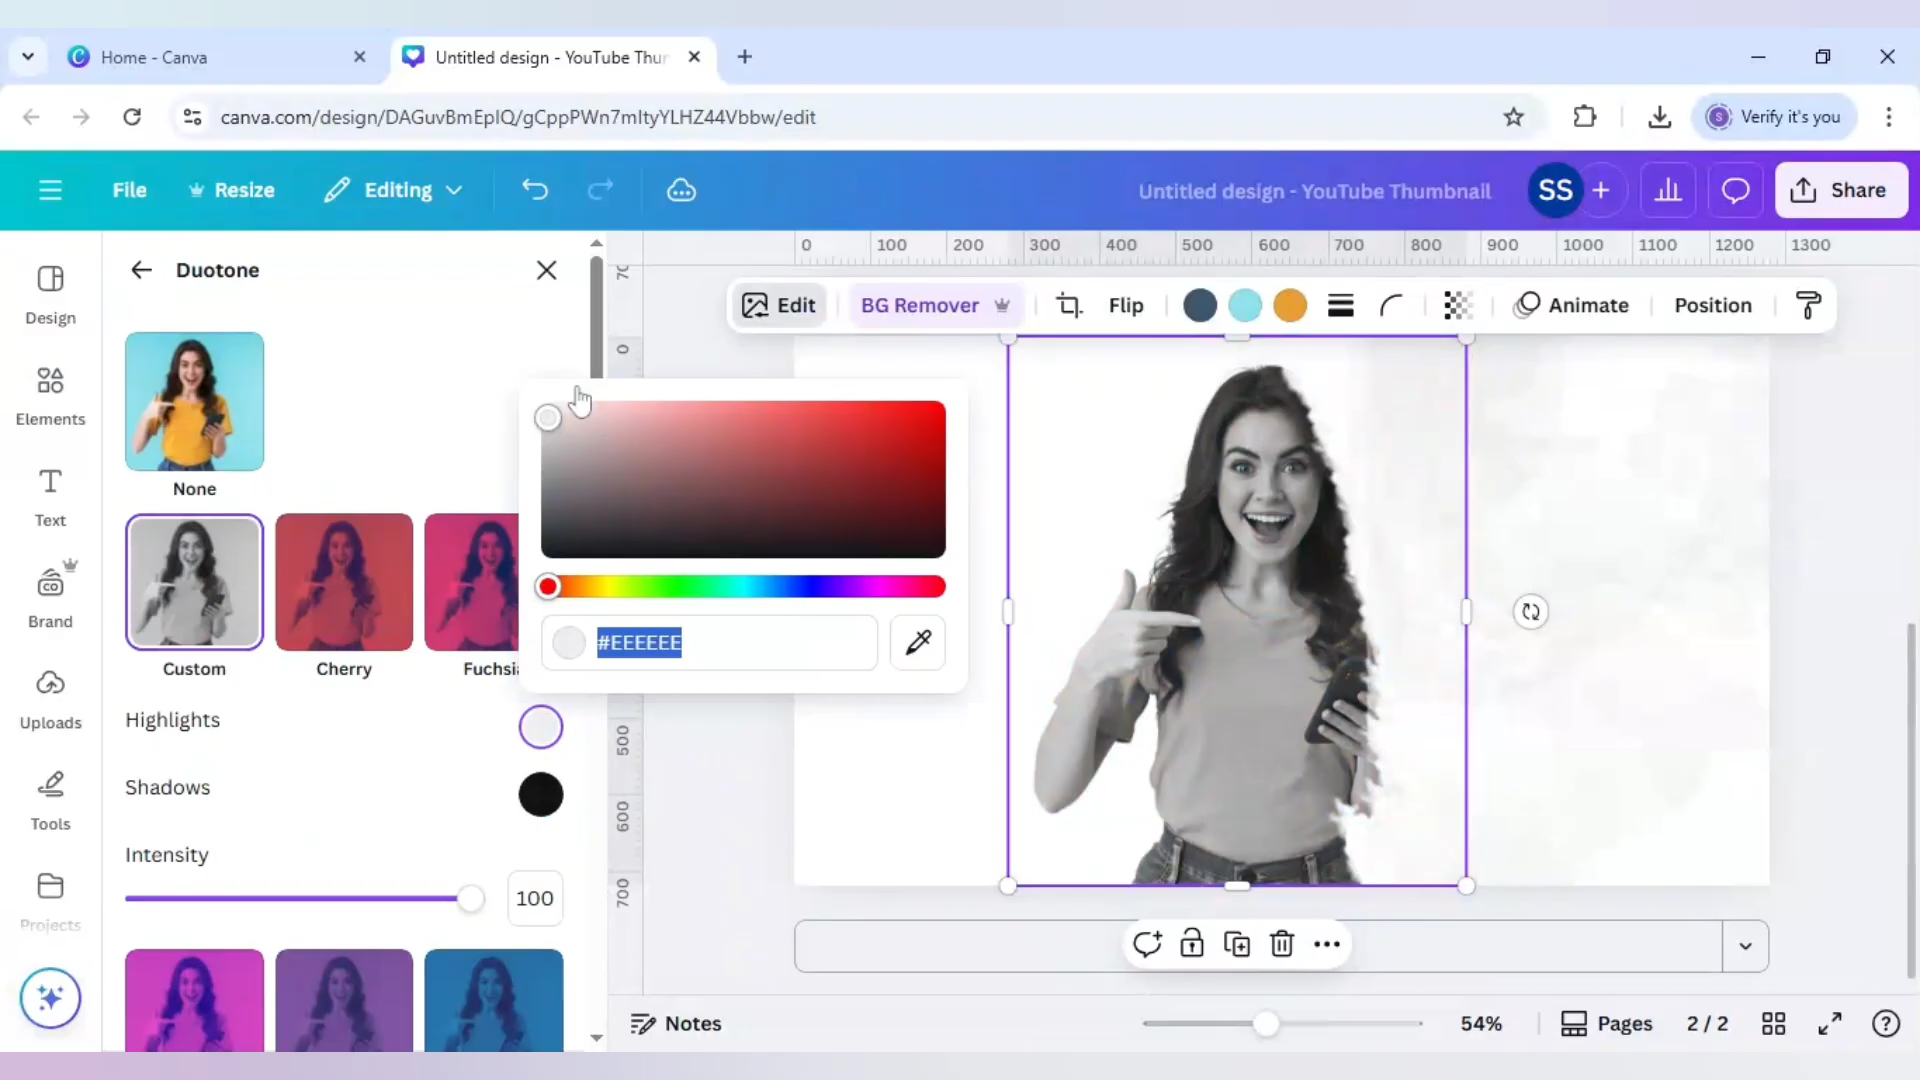 Home - Canva
Untitled design - YouTube Thur
canva.com/design/DAGuvBmEpIQ/gCppPWn7mItyYLHZ44Vbbw/edit
Verify it's you
File
Resize
Editing
Untitled design - YouTube Thumbnail
SS
Share
Design
Elements
Text
Brand
Uploads
Tools
Projects
Duotone
None
Custom
Cherry
Fuchsi
Highlights
Shadows
Intensity
100
#EEEEEE
0 100 200 300 400 500 600 700 800 900 1000 1100 1200 1300
Edit
BG Remover
Flip
Animate
Position
0
500
600
700
Notes
54%
Pages
2 / 2